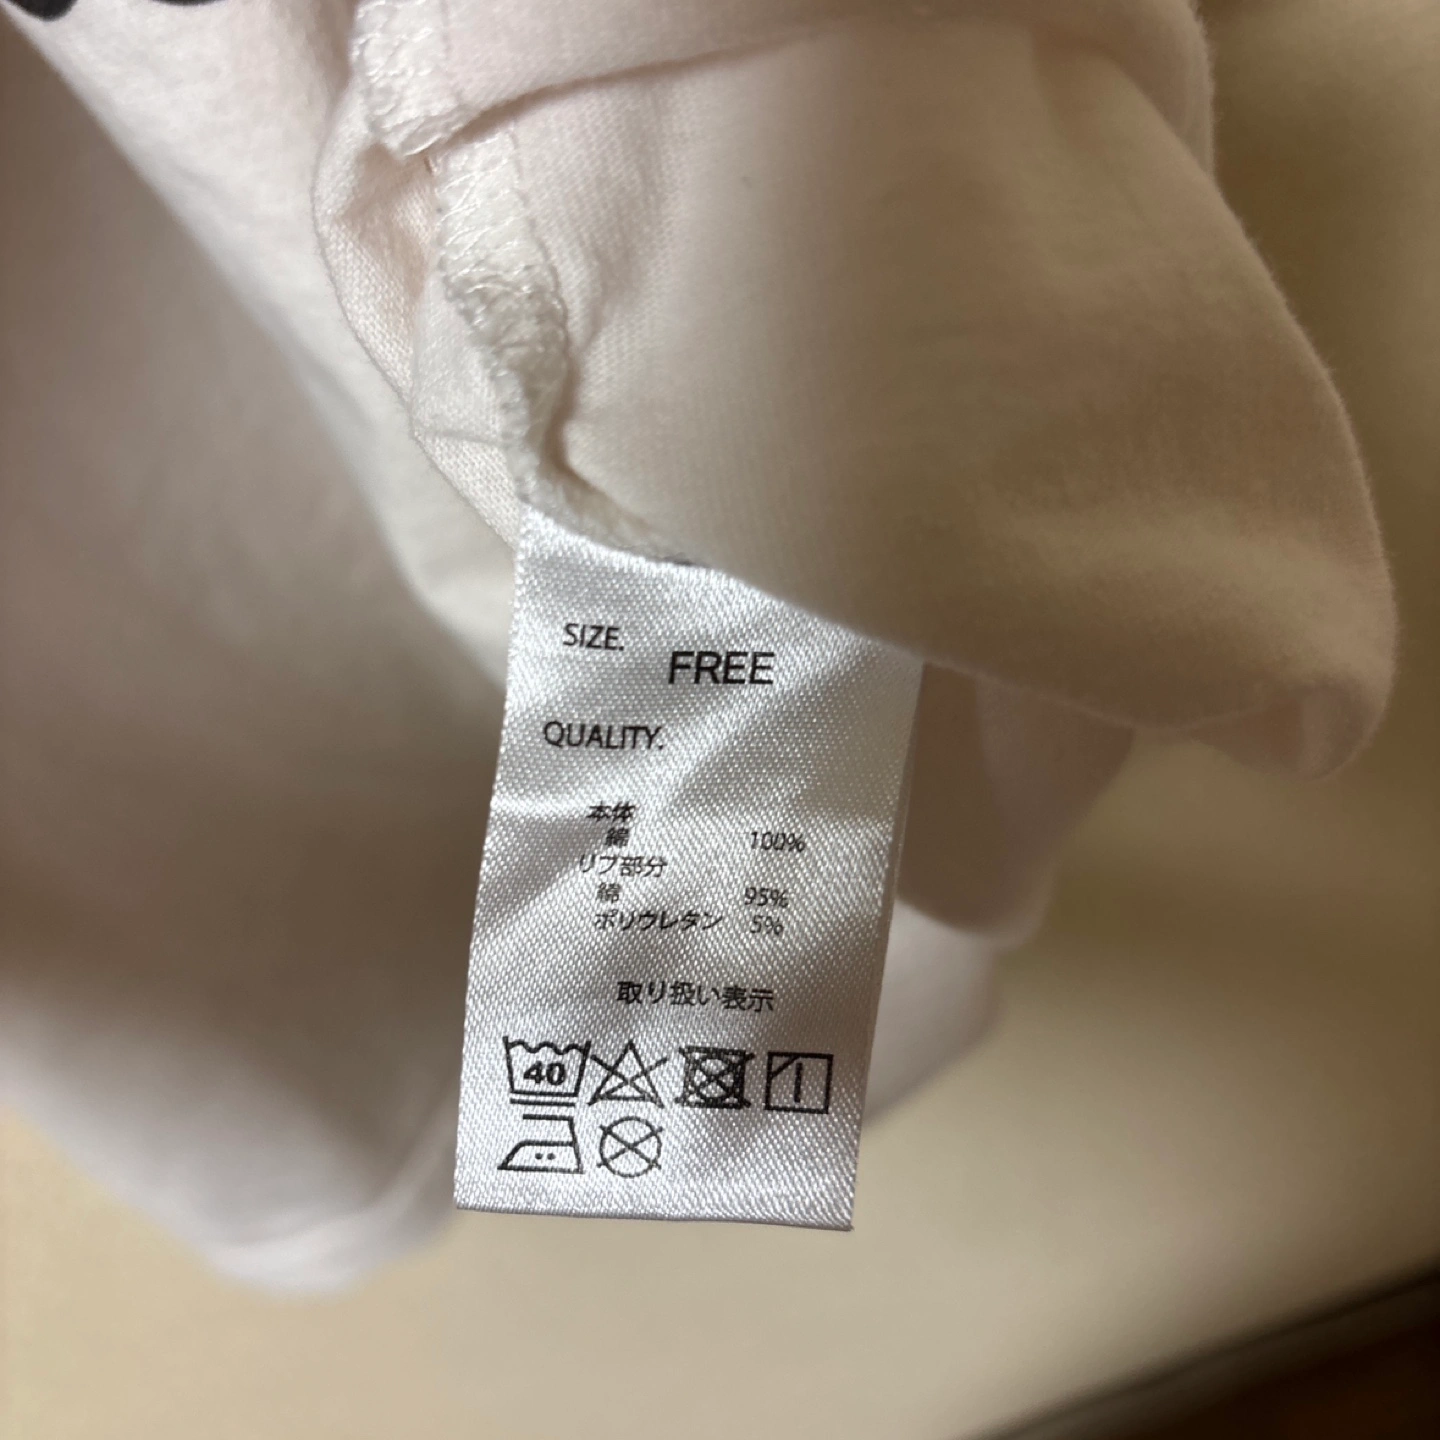 SIZE. FREE
QUALITY.
本体
綿 100%
リブ部分
綿 95%
ポリウレタン 5%
取り扱い表示
40